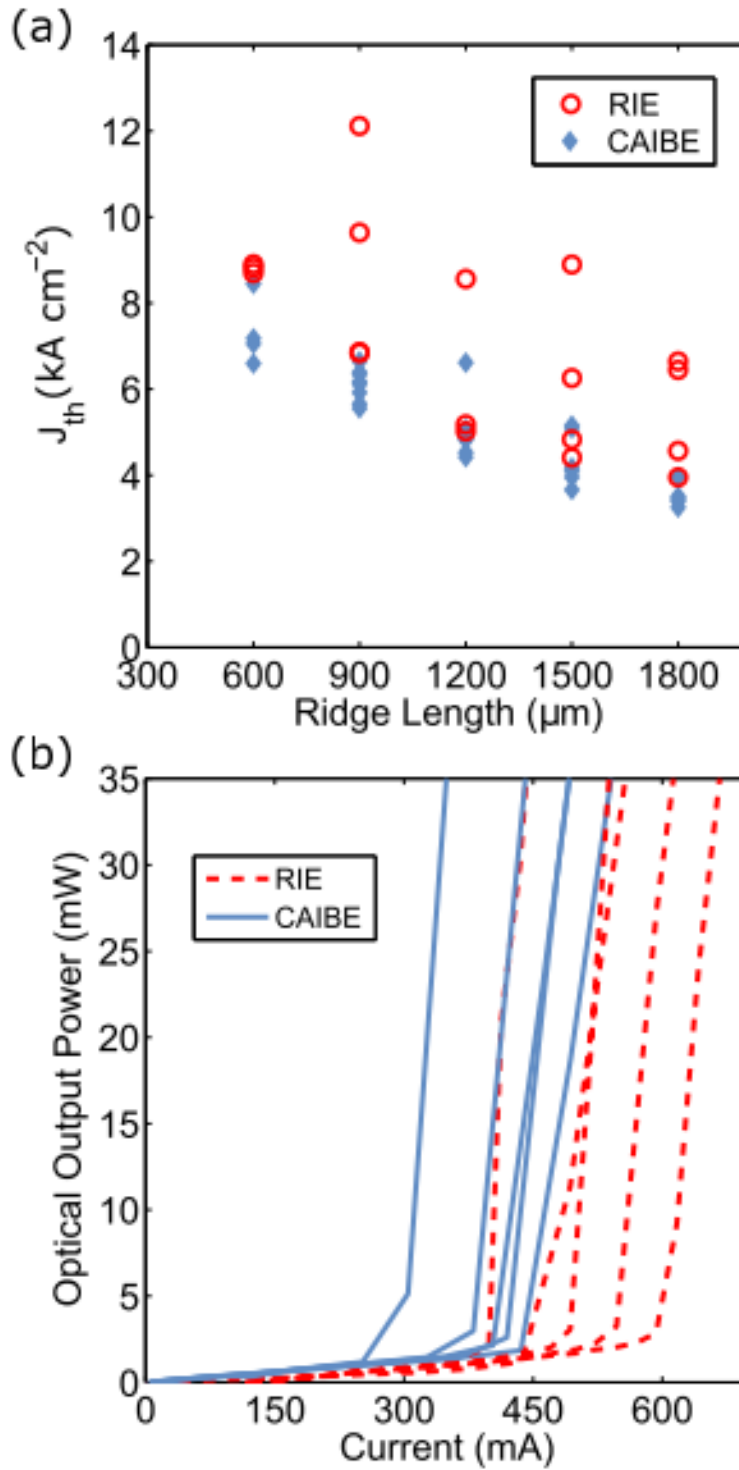 (a)
14
12
10
8
6
4
2
0
J_th (kA cm⁻²)
RIE
CAIBE
300 600 900 1200 1500 1800
Ridge Length (µm)
(b)
35
30
25
20
15
10
5
0
Optical Output Power (mW)
RIE
CAIBE
0 150 300 450 600
Current (mA)